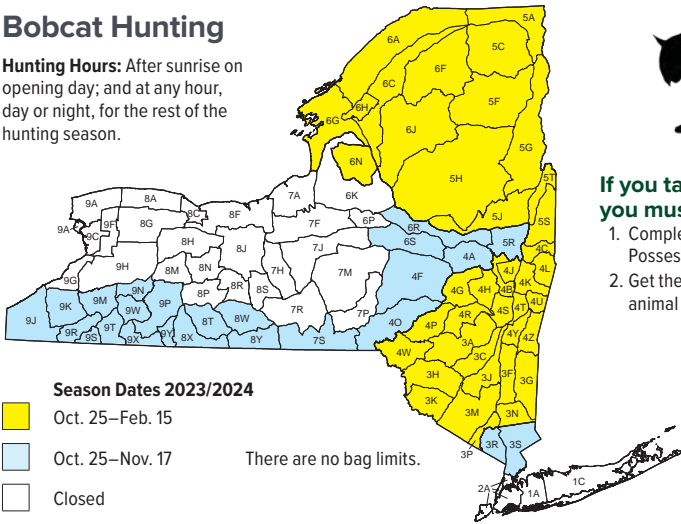 Bobcat Hunting
Hunting Hours: After sunrise on
opening day; and at any hour,
day or night, for the rest of the
hunting season.
If you ta
you mus
1. Comple
Posses
2. Get the
animal
5A
6A
5C
6F
6C
5F
6H
6G
6J
5G
6N
5H
5T
7A
6K
9A
8A
8C
8F
6P
5J
5S
9A
9F
8G
7F
6R
9C
8H
6S
5R
8J
7J
4A
4C
9H
8M
8N
7H
7M
4F
4J
4L
9G
8R
8S
4G
4H
4B
4K
9N
8P
9K
9M
9P
7R
7P
4R
4S
4T
4U
9J
9W
8T
8W
4O
4P
9R
9T
9Y
3A
4Y
4Z
9S
9X
8X
8Y
7S
4W
3C
3H
3J
3F
3G
3K
3M
3N
3R
3S
3P
2A
1A
1C
Season Dates 2023/2024
Oct. 25–Feb. 15
Oct. 25–Nov. 17
There are no bag limits.
Closed